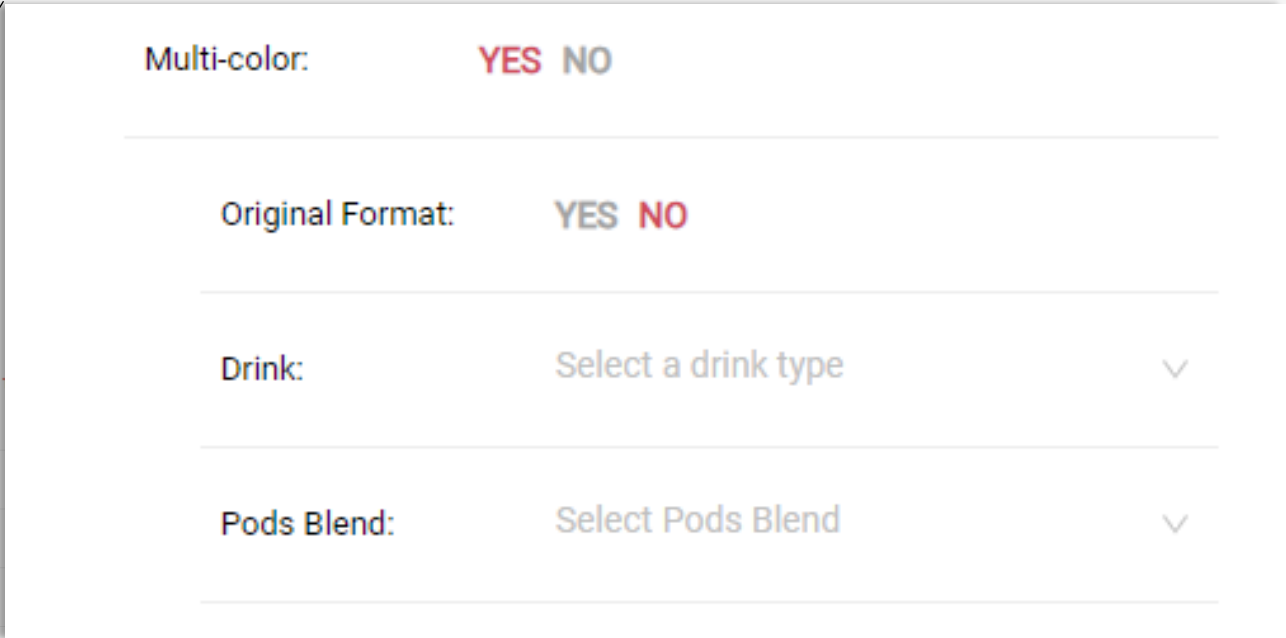 Multi-color: YES NO
Original Format: YES NO
Drink: Select a drink type
Pods Blend: Select Pods Blend